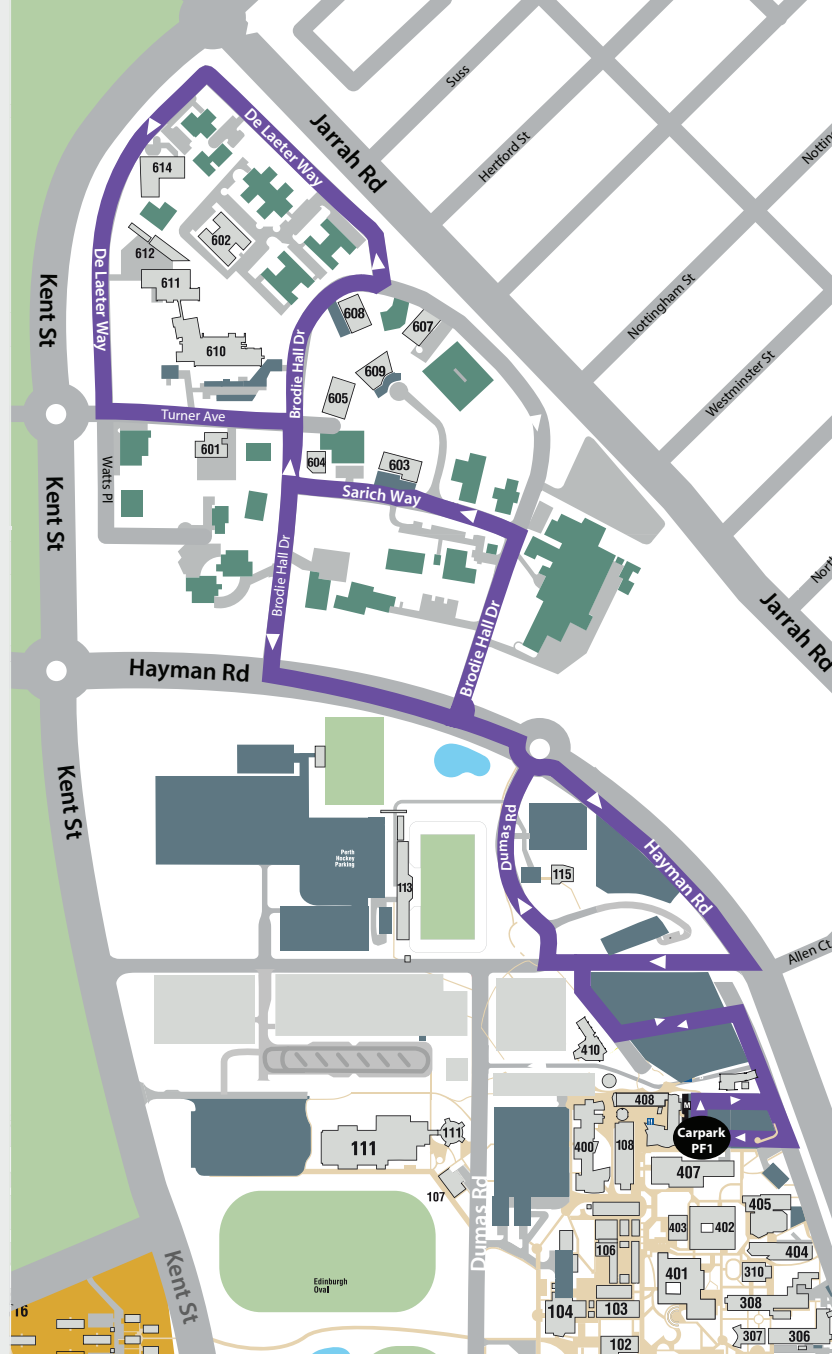 Suss
De Laeter Way
Jarrah Rd
Hertford St
614
602
612
611
De Laeter Way
Kent St
Nottingham St
608
607
610
Brodie Hall Dr
609
605
Westminster St
Turner Ave
601
604
603
Watts Pl
Kent St
Sarich Way
Brodie Hall Dr
Jarrah Rd
Hayman Rd
Brodie Hall Dr
Kent St
Dumas Rd
Perth
Hockey
Parking
Hayman Rd
115
113
Allen Ct
410
408
M
400
108
Carpark
PF1
111
111
407
107
Dumas Rd
405
403
402
106
404
Kent St
401
310
Edinburgh
Oval
308
104
103
307
306
102